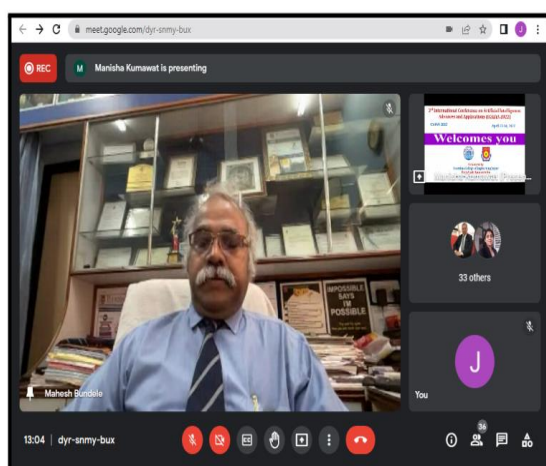 meet.google.com/dyr-snmy-bux
J
REC
M
Manisha Kumawat is presenting
Welcomes you
IMPOSSIBLE
SAYS
I'M
POSSIBLE
33 others
Mahesh Bundele
J
You
13:04 | dyr-snmy-bux
CC
36